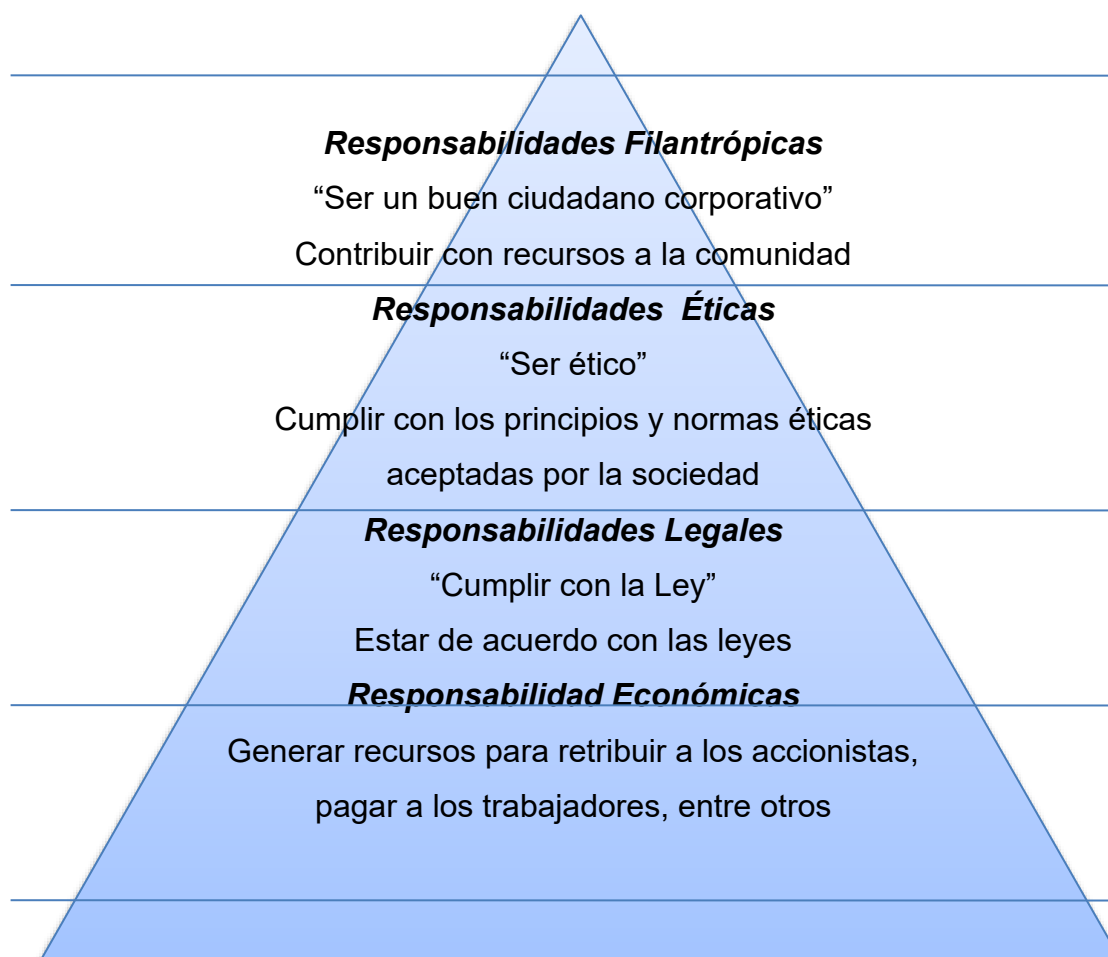 Responsabilidades Filantrópicas
“Ser un buen ciudadano corporativo”
Contribuir con recursos a la comunidad
Responsabilidades  Éticas
“Ser ético”
Cumplir con los principios y normas éticas
aceptadas por la sociedad
Responsabilidades Legales
“Cumplir con la Ley”
Estar de acuerdo con las leyes
Responsabilidad Económicas
Generar recursos para retribuir a los accionistas,
pagar a los trabajadores, entre otros